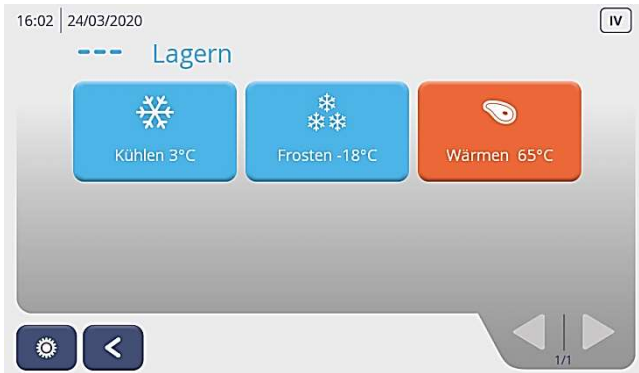 16:02 24/03/2020 IV
--- Lagern
Kühlen 3°C
Frosten -18°C
Wärmen 65°C
1/1